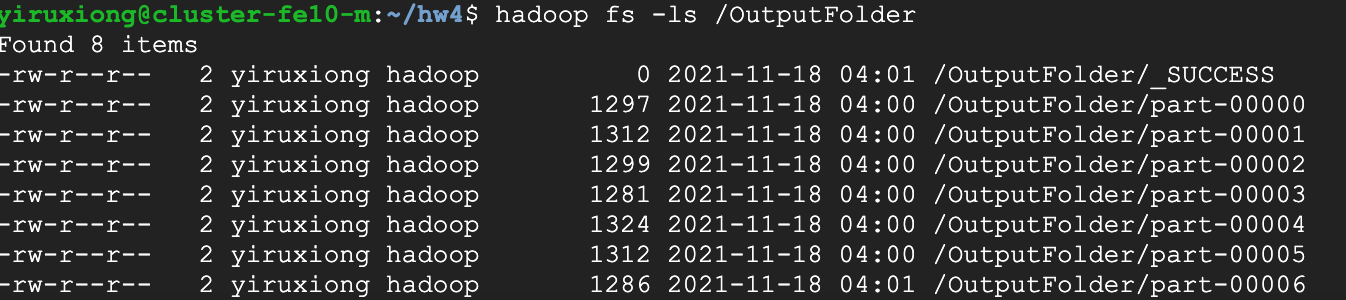 yiruxiong@cluster-fe10-m:~/hw4$ hadoop fs -ls /OutputFolder
Found 8 items
-rw-r--r--   2 yiruxiong hadoop          0 2021-11-18 04:01 /OutputFolder/_SUCCESS
-rw-r--r--   2 yiruxiong hadoop       1297 2021-11-18 04:00 /OutputFolder/part-00000
-rw-r--r--   2 yiruxiong hadoop       1312 2021-11-18 04:00 /OutputFolder/part-00001
-rw-r--r--   2 yiruxiong hadoop       1299 2021-11-18 04:00 /OutputFolder/part-00002
-rw-r--r--   2 yiruxiong hadoop       1281 2021-11-18 04:00 /OutputFolder/part-00003
-rw-r--r--   2 yiruxiong hadoop       1324 2021-11-18 04:00 /OutputFolder/part-00004
-rw-r--r--   2 yiruxiong hadoop       1312 2021-11-18 04:00 /OutputFolder/part-00005
-rw-r--r--   2 yiruxiong hadoop       1286 2021-11-18 04:01 /OutputFolder/part-00006